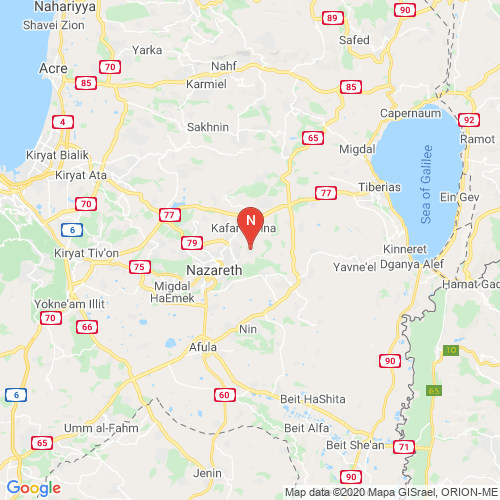 Nahariyya
Shavei Zion
Yarka
Nahf
Safed
90
89
Acre
70
85
Karmiel
85
4
Sakhnin
65
Capernaum
92
Ramot
Kiryat Bialik
Migdal
Kiryat Ata
77
Tiberias
Sea of Galilee
Ein Gev
70
77
6
79
N
Kiryat Tiv'on
75
Nazareth
Kinneret
Dganya Alef
Yavne'el
Migdal
HaEmek
Hamat-Gad
Yokne'am Illit
70
66
Nin
Afula
10
90
65
6
60
Beit HaShita
Umm al-Fahm
65
Beit Alfa
Beit She'an
71
Jenin
90
Google
Map data ©2020 Mapa GISrael, ORION-ME